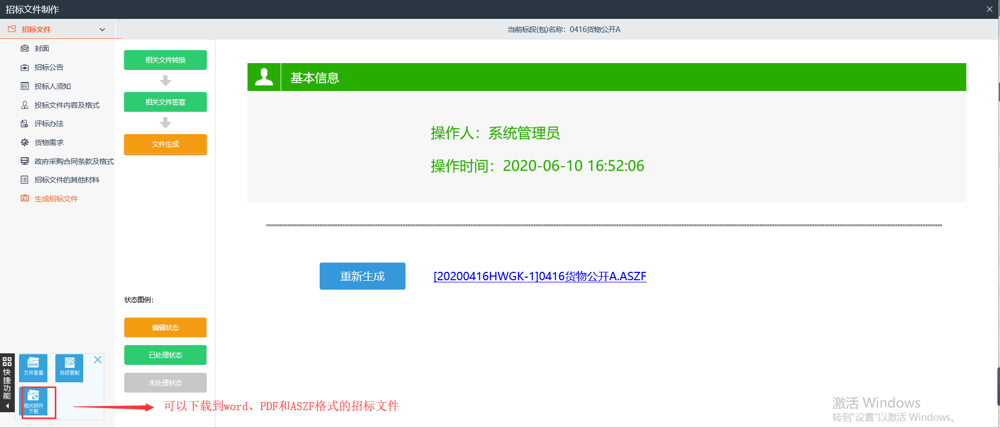 招标文件制作
招标文件
当前标段(包)名称：0416货物公开A
封面
招标公告
投标人须知
投标文件内容及格式
评标办法
货物需求
政府采购合同条款及格式
招标文件的其他材料
生成招标文件
相关文件转换
相关文件签章
文件生成
基本信息
操作人：系统管理员
操作时间：2020-06-10 16:52:06
重新生成
[20200416HWGK-1]0416货物公开A.ASZF
状态图例：
编辑状态
已处理状态
未处理状态
快捷功能
文件查看
标段复制
相关附件
下载
可以下载到word、PDF和ASZF格式的招标文件
激活 Windows
转到“设置”以激活 Windows。